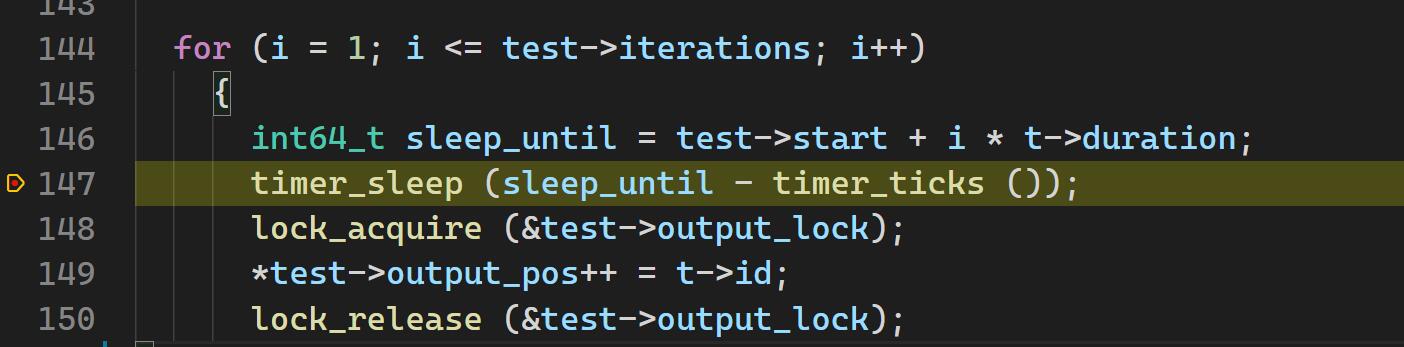 143
144 for (i = 1; i <= test->iterations; i++)
145 {
146 int64_t sleep_until = test->start + i * t->duration;
147 timer_sleep (sleep_until - timer_ticks ());
148 lock_acquire (&test->output_lock);
149 *test->output_pos++ = t->id;
150 lock_release (&test->output_lock);